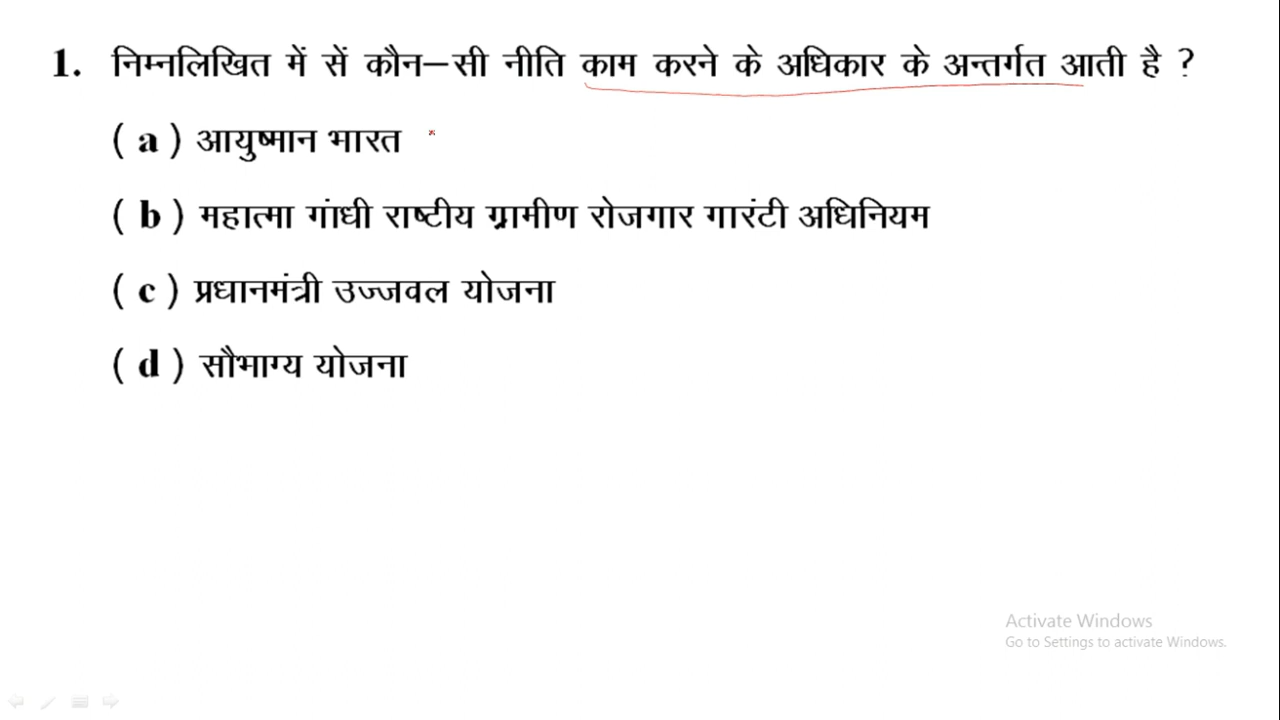 1. निम्नलिखित में सें कौन–सी नीति काम करने के अधिकार के अन्तर्गत आती है ?
( a ) आयुष्मान भारत
( b ) महात्मा गांधी राष्टीय ग्रामीण रोजगार गारंटी अधिनियम
( c ) प्रधानमंत्री उज्जवल योजना
( d ) सौभाग्य योजना
Activate Windows
Go to Settings to activate Windows.